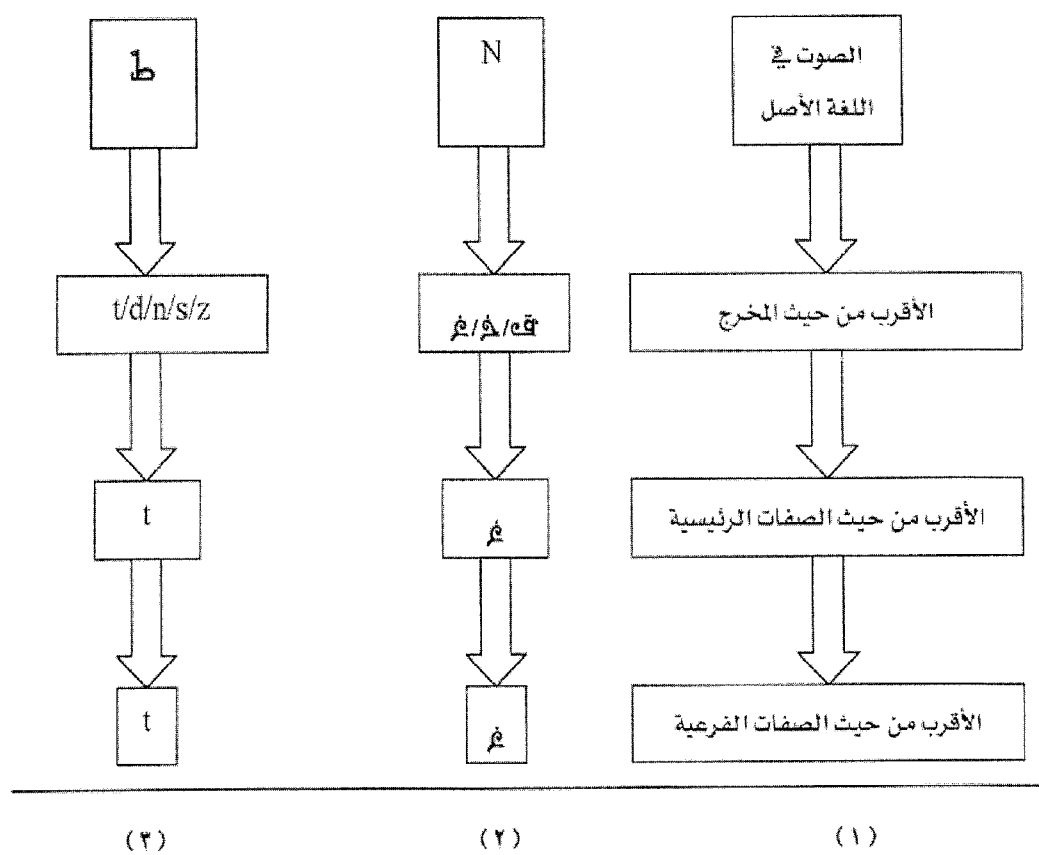 الصوت في
اللغة الأصل
N
ط
الأقرب من حيث المخرج
ق/خ/غ
t/d/n/s/z
الأقرب من حيث الصفات الرئيسية
غ
t
الأقرب من حيث الصفات الفرعية
غ
t
(١)
(٢)
(٣)